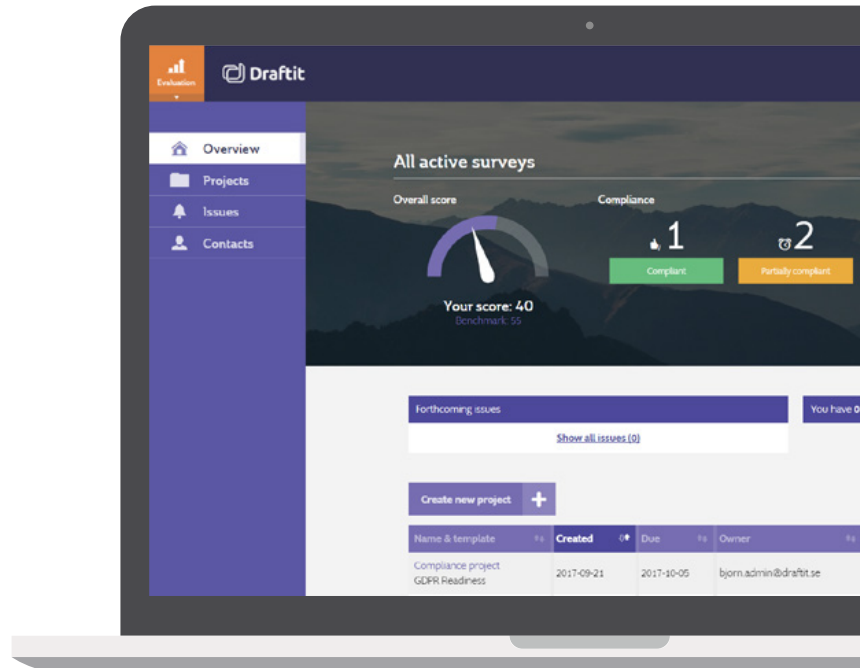 Evaluation
Draftit
Overview
Projects
Issues
Contacts
All active surveys
Overall score
Compliance
1
2
Compliant
Partially compliant
Your score: 40
Benchmark: 55
Forthcoming issues
You have 0
Show all issues (0)
Create new project +
Name & template Created Due Owner
Compliance project
GDPR Readiness
2017-09-21 2017-10-05 bjorn.admin@draftit.se